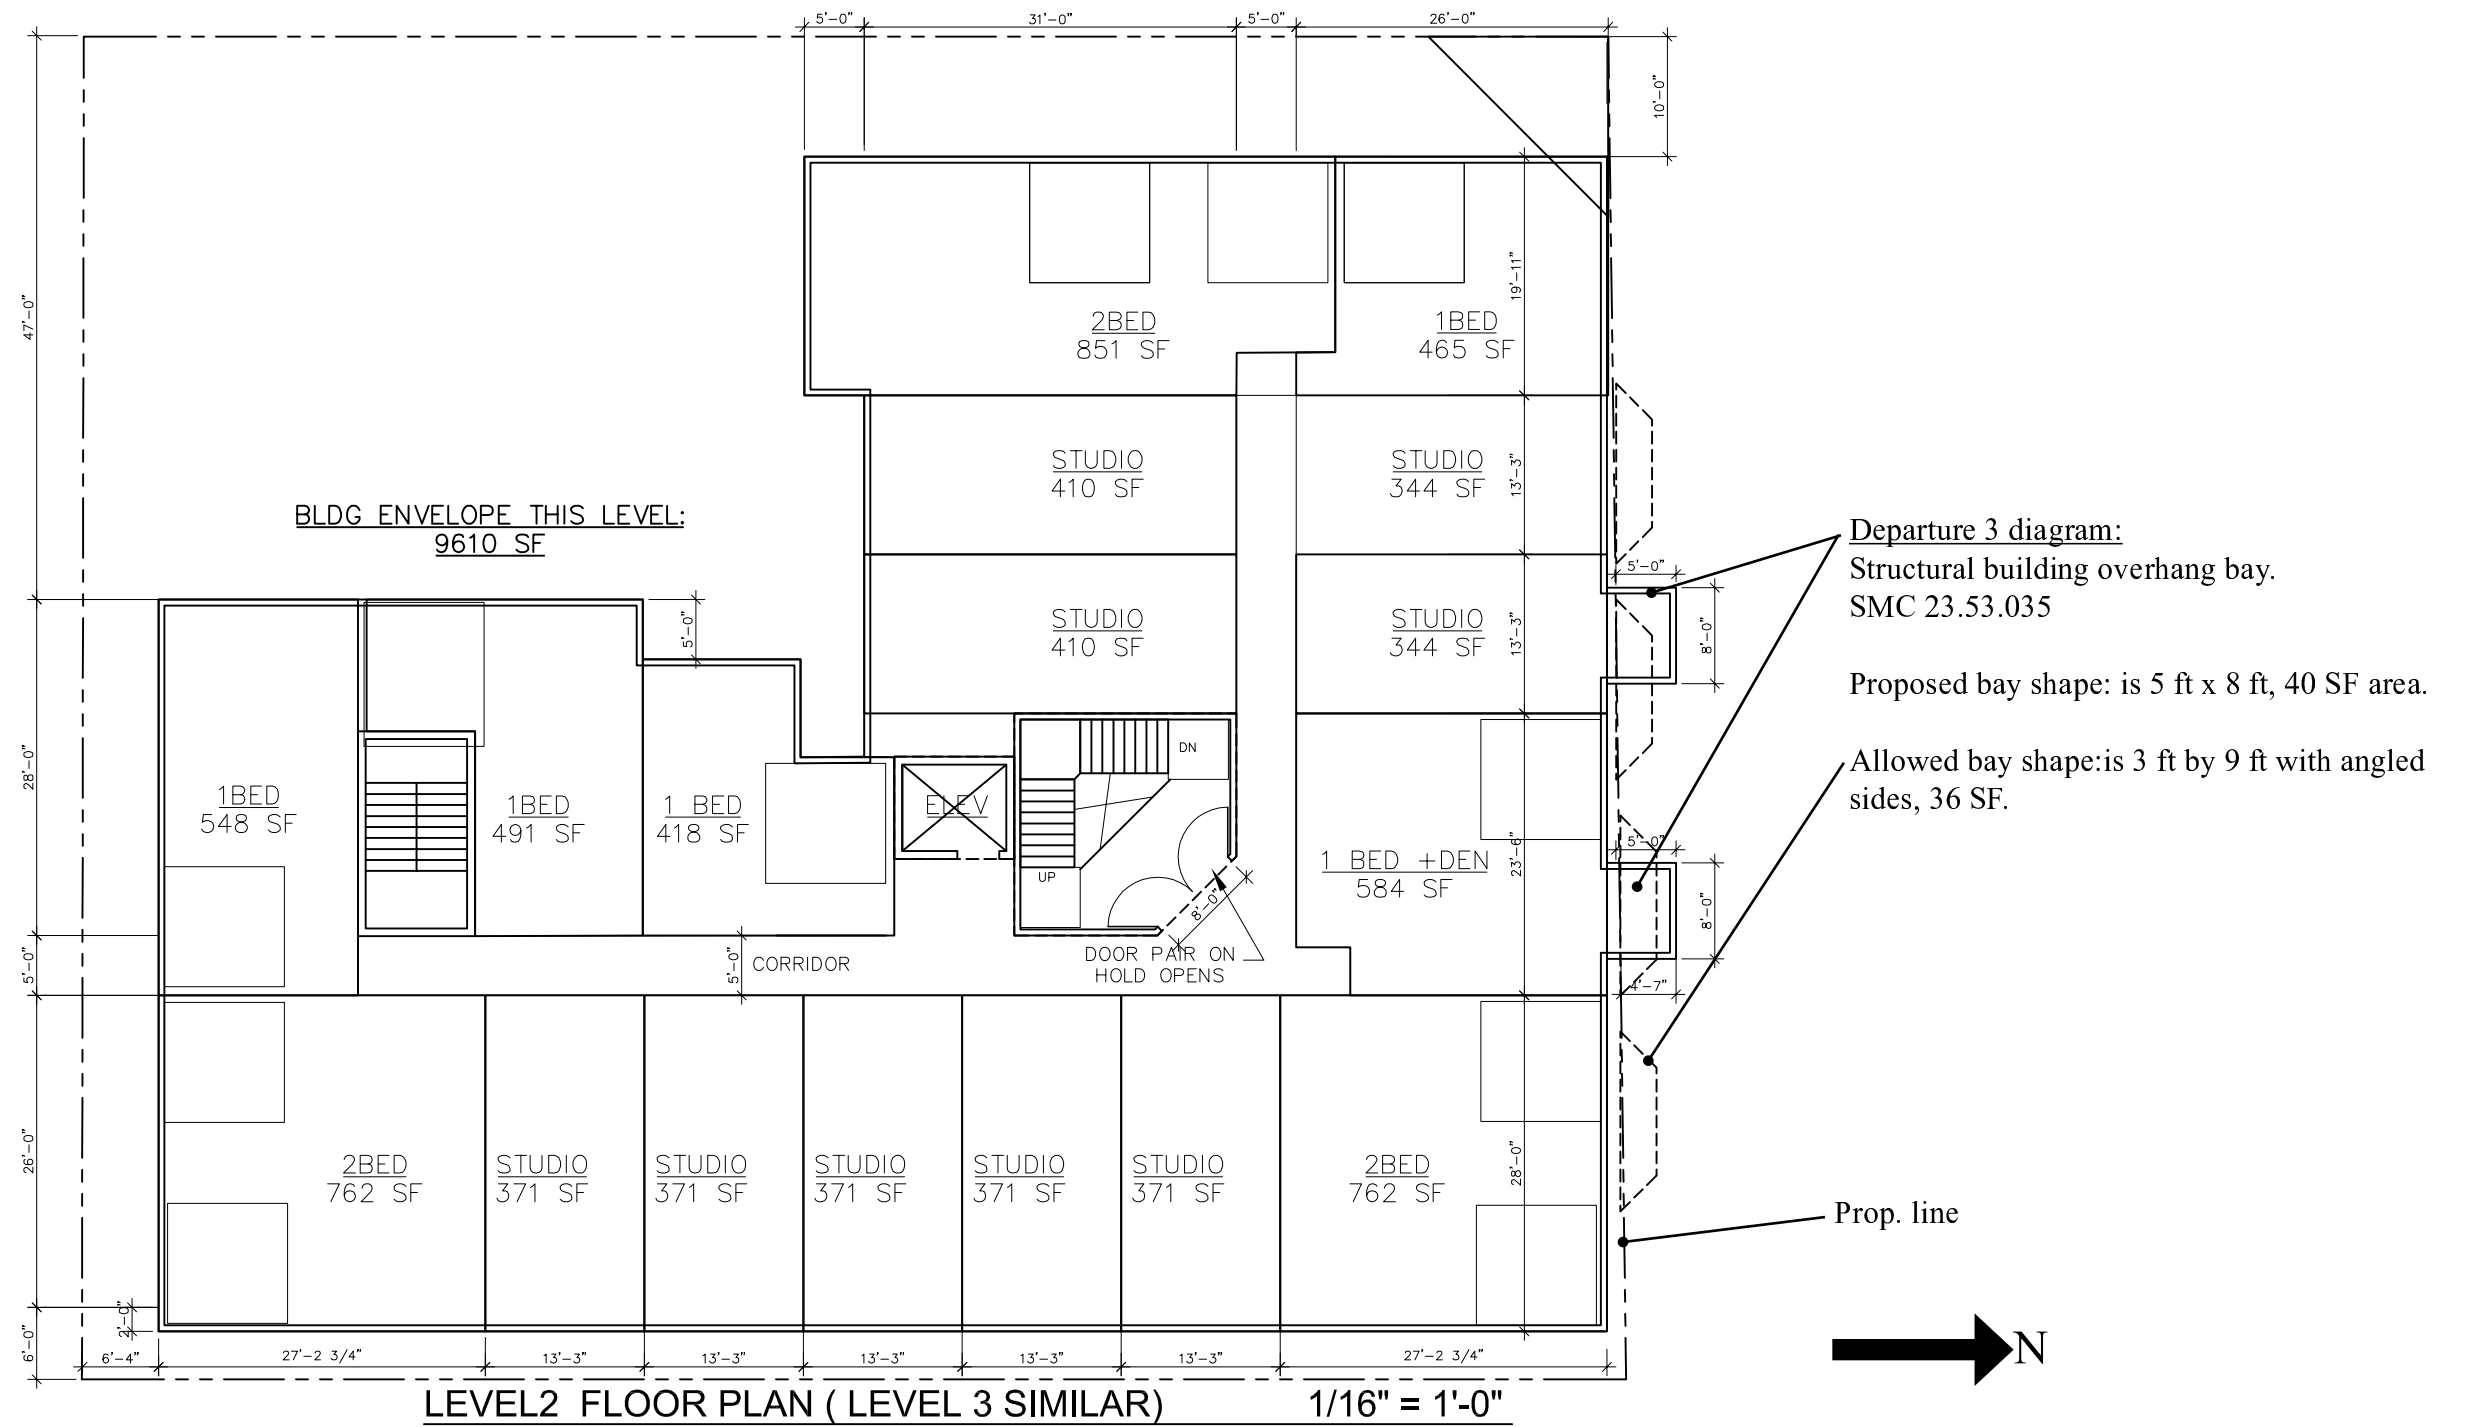 5'-0"
31'-0"
5'-0"
26'-0"
10'-0"
47'-0"
19'-11"
2BED
851 SF
1BED
465 SF
STUDIO
410 SF
STUDIO
344 SF
13'-3"
BLDG ENVELOPE THIS LEVEL:
9610 SF
Departure 3 diagram:
Structural building overhang bay.
SMC 23.53.035
5'-0"
8'-0"
5'-0"
STUDIO
410 SF
STUDIO
344 SF
13'-3"
Proposed bay shape: is 5 ft x 8 ft, 40 SF area.
Allowed bay shape:is 3 ft by 9 ft with angled
sides, 36 SF.
28'-0"
1BED
548 SF
1BED
491 SF
1 BED
418 SF
ELEV
DN
UP
8'-0"
1 BED +DEN
584 SF
23'-6"
5'-0"
8'-0"
4'-7"
5'-0"
5'-0"
CORRIDOR
DOOR PAIR ON
HOLD OPENS
26'-0"
2BED
762 SF
STUDIO
371 SF
STUDIO
371 SF
STUDIO
371 SF
STUDIO
371 SF
STUDIO
371 SF
2BED
762 SF
28'-0"
Prop. line
2'-0"
6'-0"
6'-4"
27'-2 3/4"
13'-3"
13'-3"
13'-3"
13'-3"
13'-3"
27'-2 3/4"
N
LEVEL2 FLOOR PLAN ( LEVEL 3 SIMILAR) 1/16" = 1'-0"